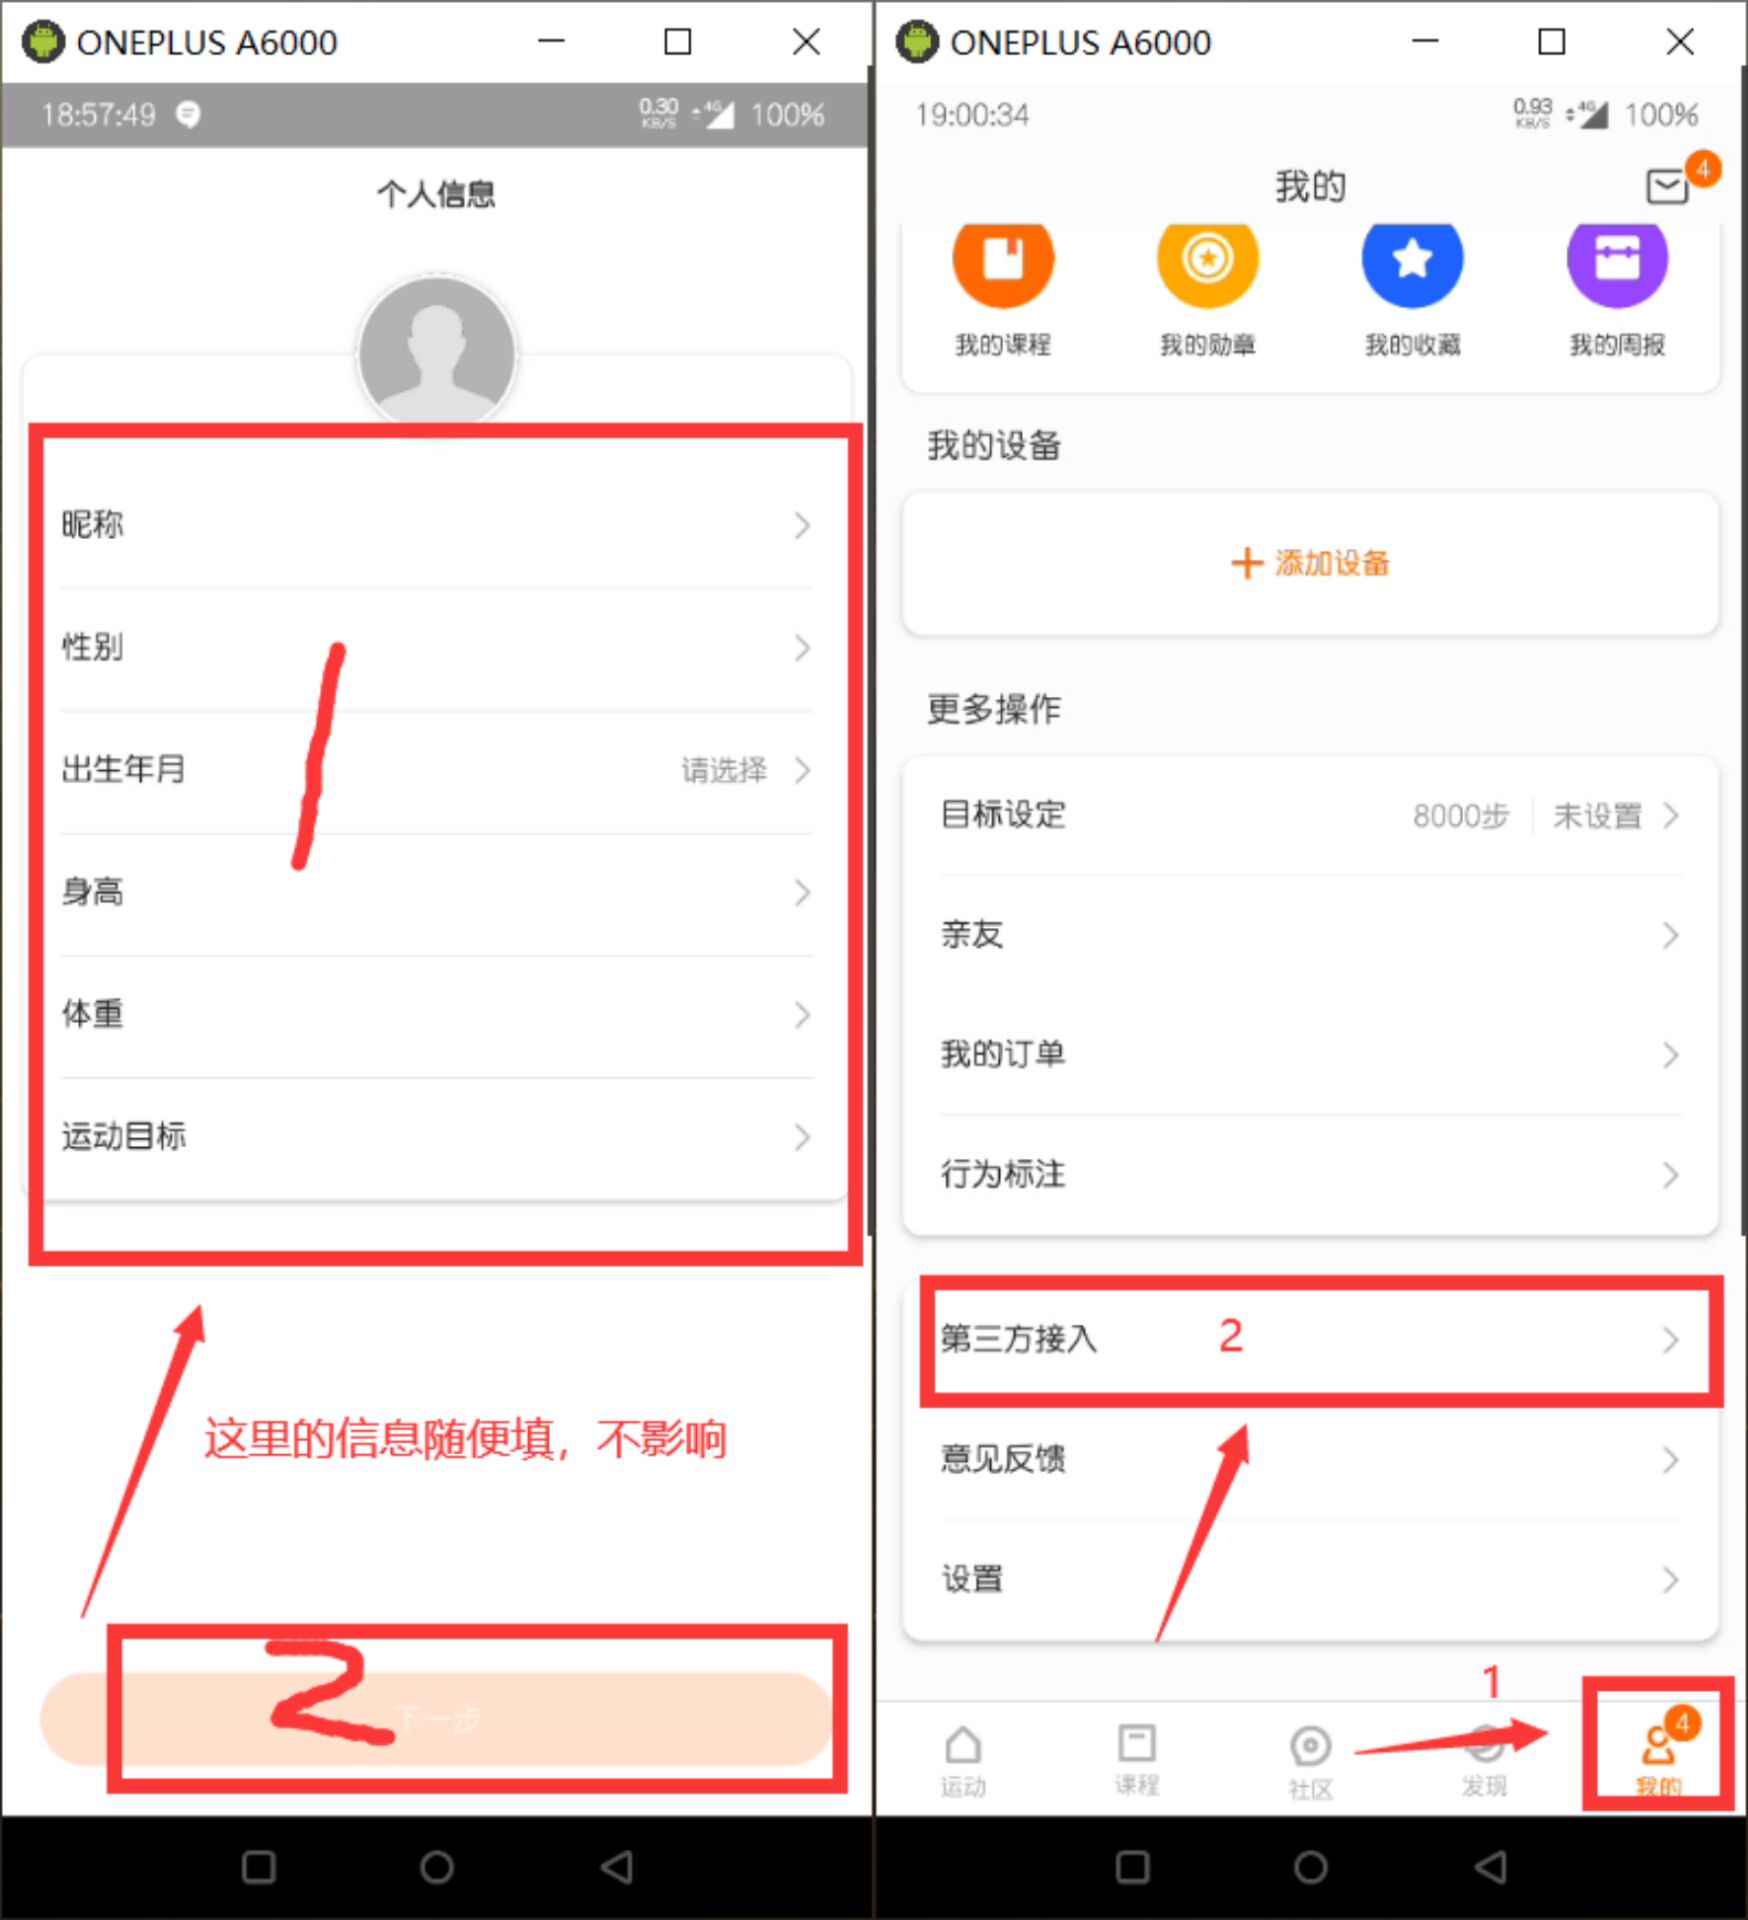 ONEPLUS A6000
18:57:49 0.30 KB/S 4G 100%
个人信息
昵称
性别
出生年月 请选择
身高
体重
运动目标
1
这里的信息随便填，不影响
2
下一步
ONEPLUS A6000
19:00:34 0.93 KB/S 4G 100%
我的 4
我的课程 我的勋章 我的收藏 我的周报
我的设备
+ 添加设备
更多操作
目标设定 8000步 未设置
亲友
我的订单
行为标注
第三方接入 2
意见反馈
设置
1
4
运动 课程 社区 发现 我的